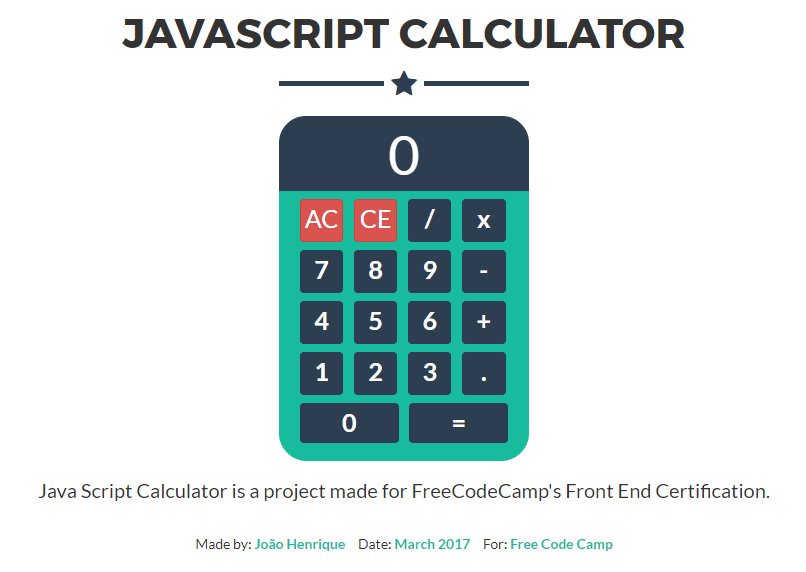 JAVASCRIPT CALCULATOR
0
AC CE / x
7 8 9 -
4 5 6 +
1 2 3 .
0 =
Java Script Calculator is a project made for FreeCodeCamp's Front End Certification.
Made by: João Henrique Date: March 2017 For: Free Code Camp